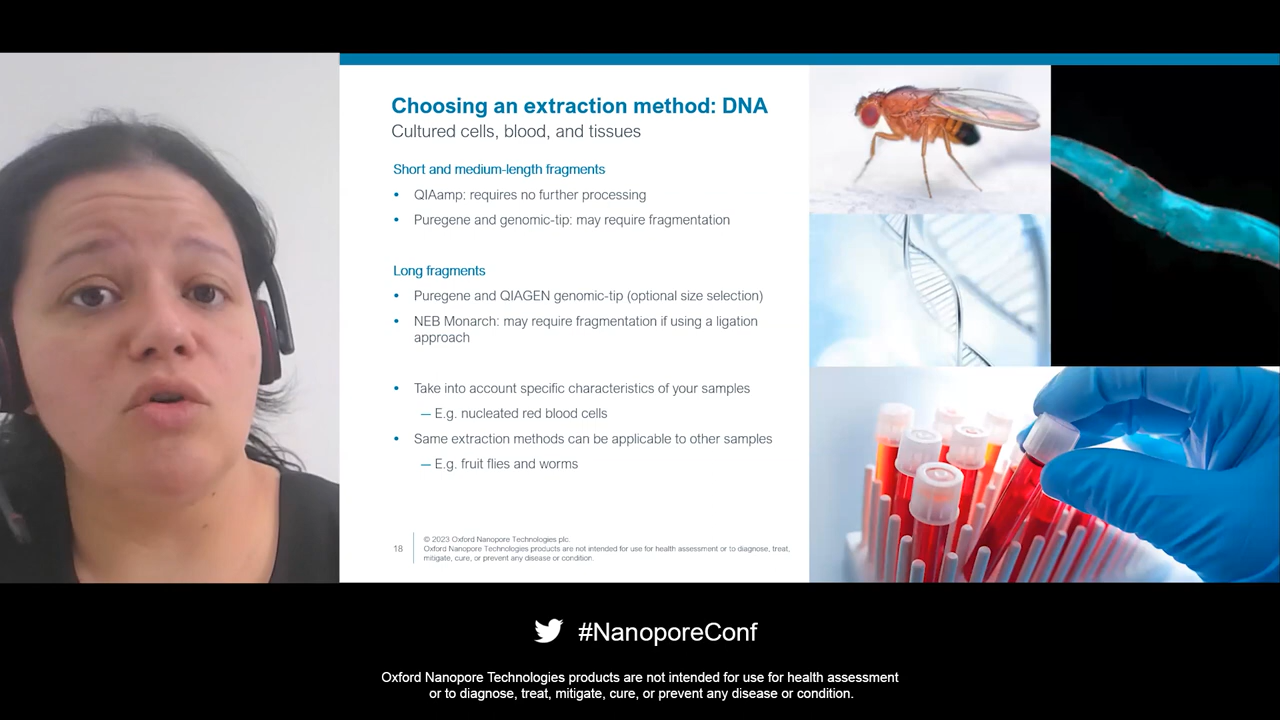 Choosing an extraction method: DNA
Cultured cells, blood, and tissues
Short and medium-length fragments
• QIAamp: requires no further processing
• Puregene and genomic-tip: may require fragmentation
Long fragments
• Puregene and QIAGEN genomic-tip (optional size selection)
• NEB Monarch: may require fragmentation if using a ligation
approach
• Take into account specific characteristics of your samples
— E.g. nucleated red blood cells
• Same extraction methods can be applicable to other samples
— E.g. fruit flies and worms
18
© 2023 Oxford Nanopore Technologies plc.
Oxford Nanopore Technologies products are not intended for use for health assessment or to diagnose, treat,
mitigate, cure, or prevent any disease or condition.
#NanoporeConf
Oxford Nanopore Technologies products are not intended for use for health assessment
or to diagnose, treat, mitigate, cure, or prevent any disease or condition.